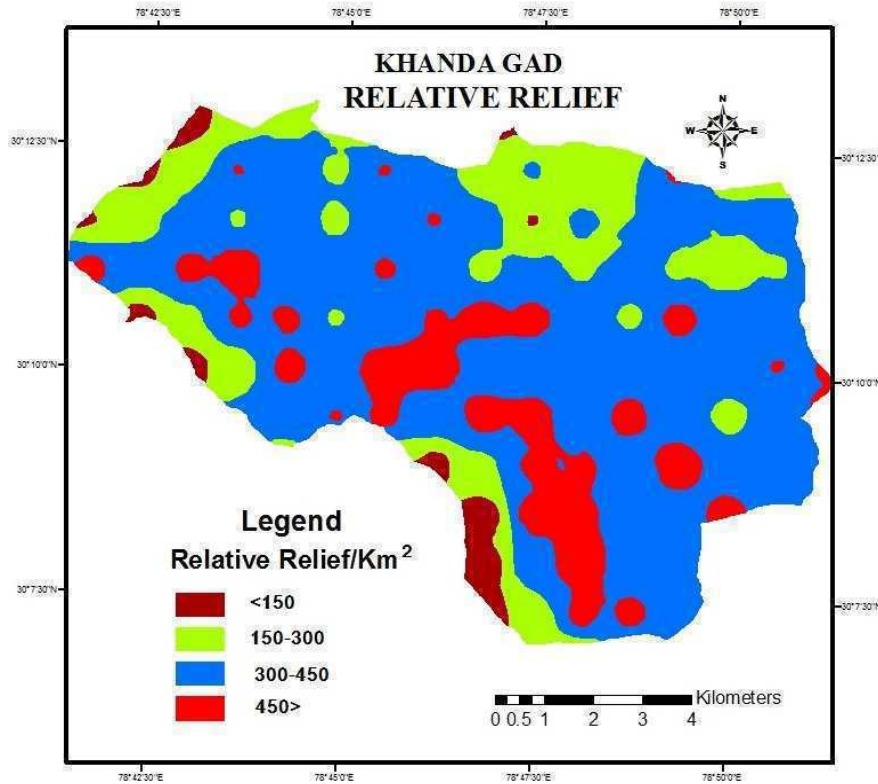 78°42'30"E 78°45'0"E 78°47'30"E 78°50'0"E
KHANDA GAD
RELATIVE RELIEF
N
W E
S
30°12'30"N 30°12'30"N
30°10'0"N 30°10'0"N
30°7'30"N 30°7'30"N
Legend
Relative Relief/Km²
<150
150-300
300-450
450>
Kilometers
0 0.5 1 2 3 4
78°42'30"E 78°45'0"E 78°47'30"E 78°50'0"E